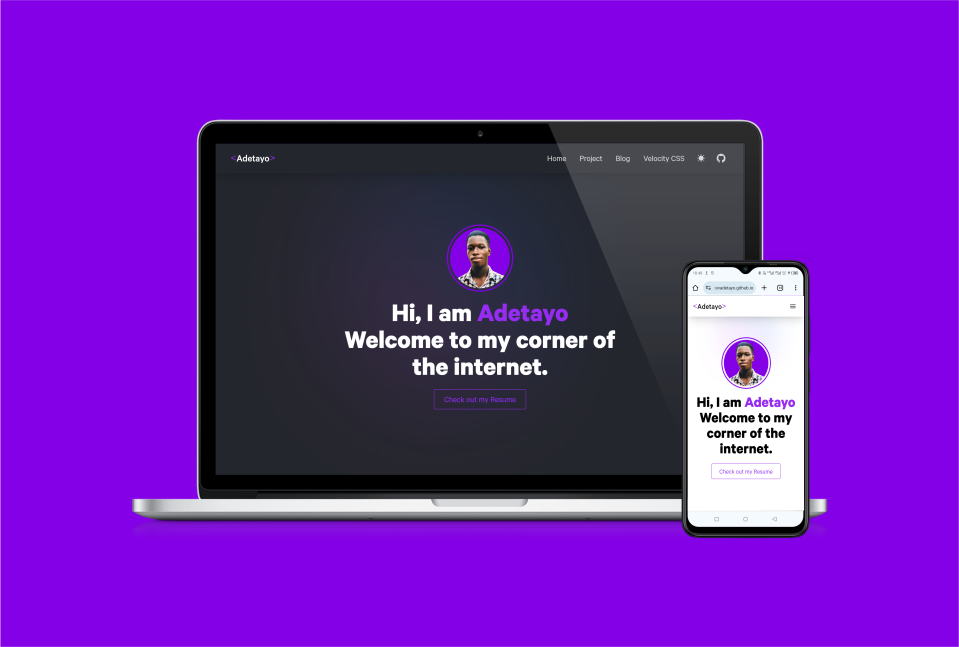 <Adetayo>
Home Project Blog Velocity CSS
Hi, I am Adetayo
Welcome to my corner of
the internet.
Check out my Resume
<Adetayo>
Hi, I am Adetayo
Welcome to my
corner of the
internet.
Check out my Resume